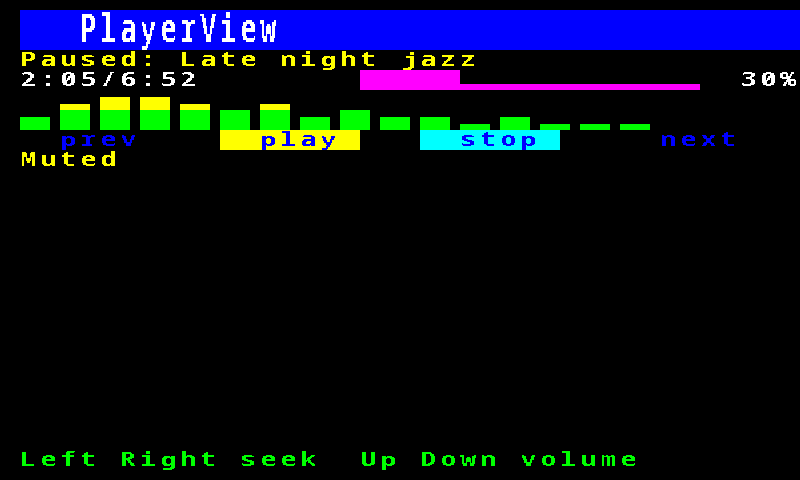 PlayerView
Paused: Late night jazz
2:05/6:52 30%
prev play stop next
Muted
Left Right seek Up Down volume